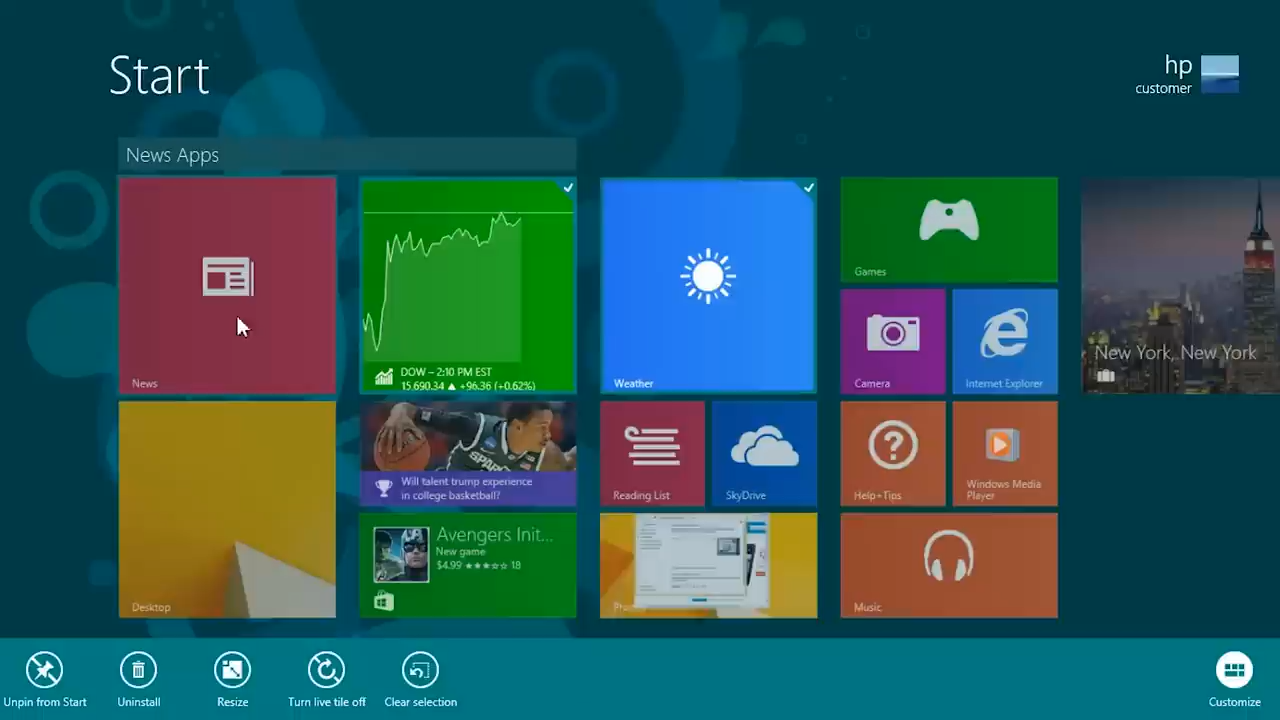 Start
hp
customer
News Apps
News
DOW – 2:10 PM EST
15,690.34 ▲ +96.36 (+0.62%)
Weather
Games
Camera
Internet Explorer
New York, New York
Desktop
SPAR
Will talent trump experience
in college basketball?
Reading List
SkyDrive
Help+Tips
Windows Media
Player
Avengers Init...
New game
$4.99 ★★★☆☆ 18
Music
Unpin from Start
Uninstall
Resize
Turn live tile off
Clear selection
Customize